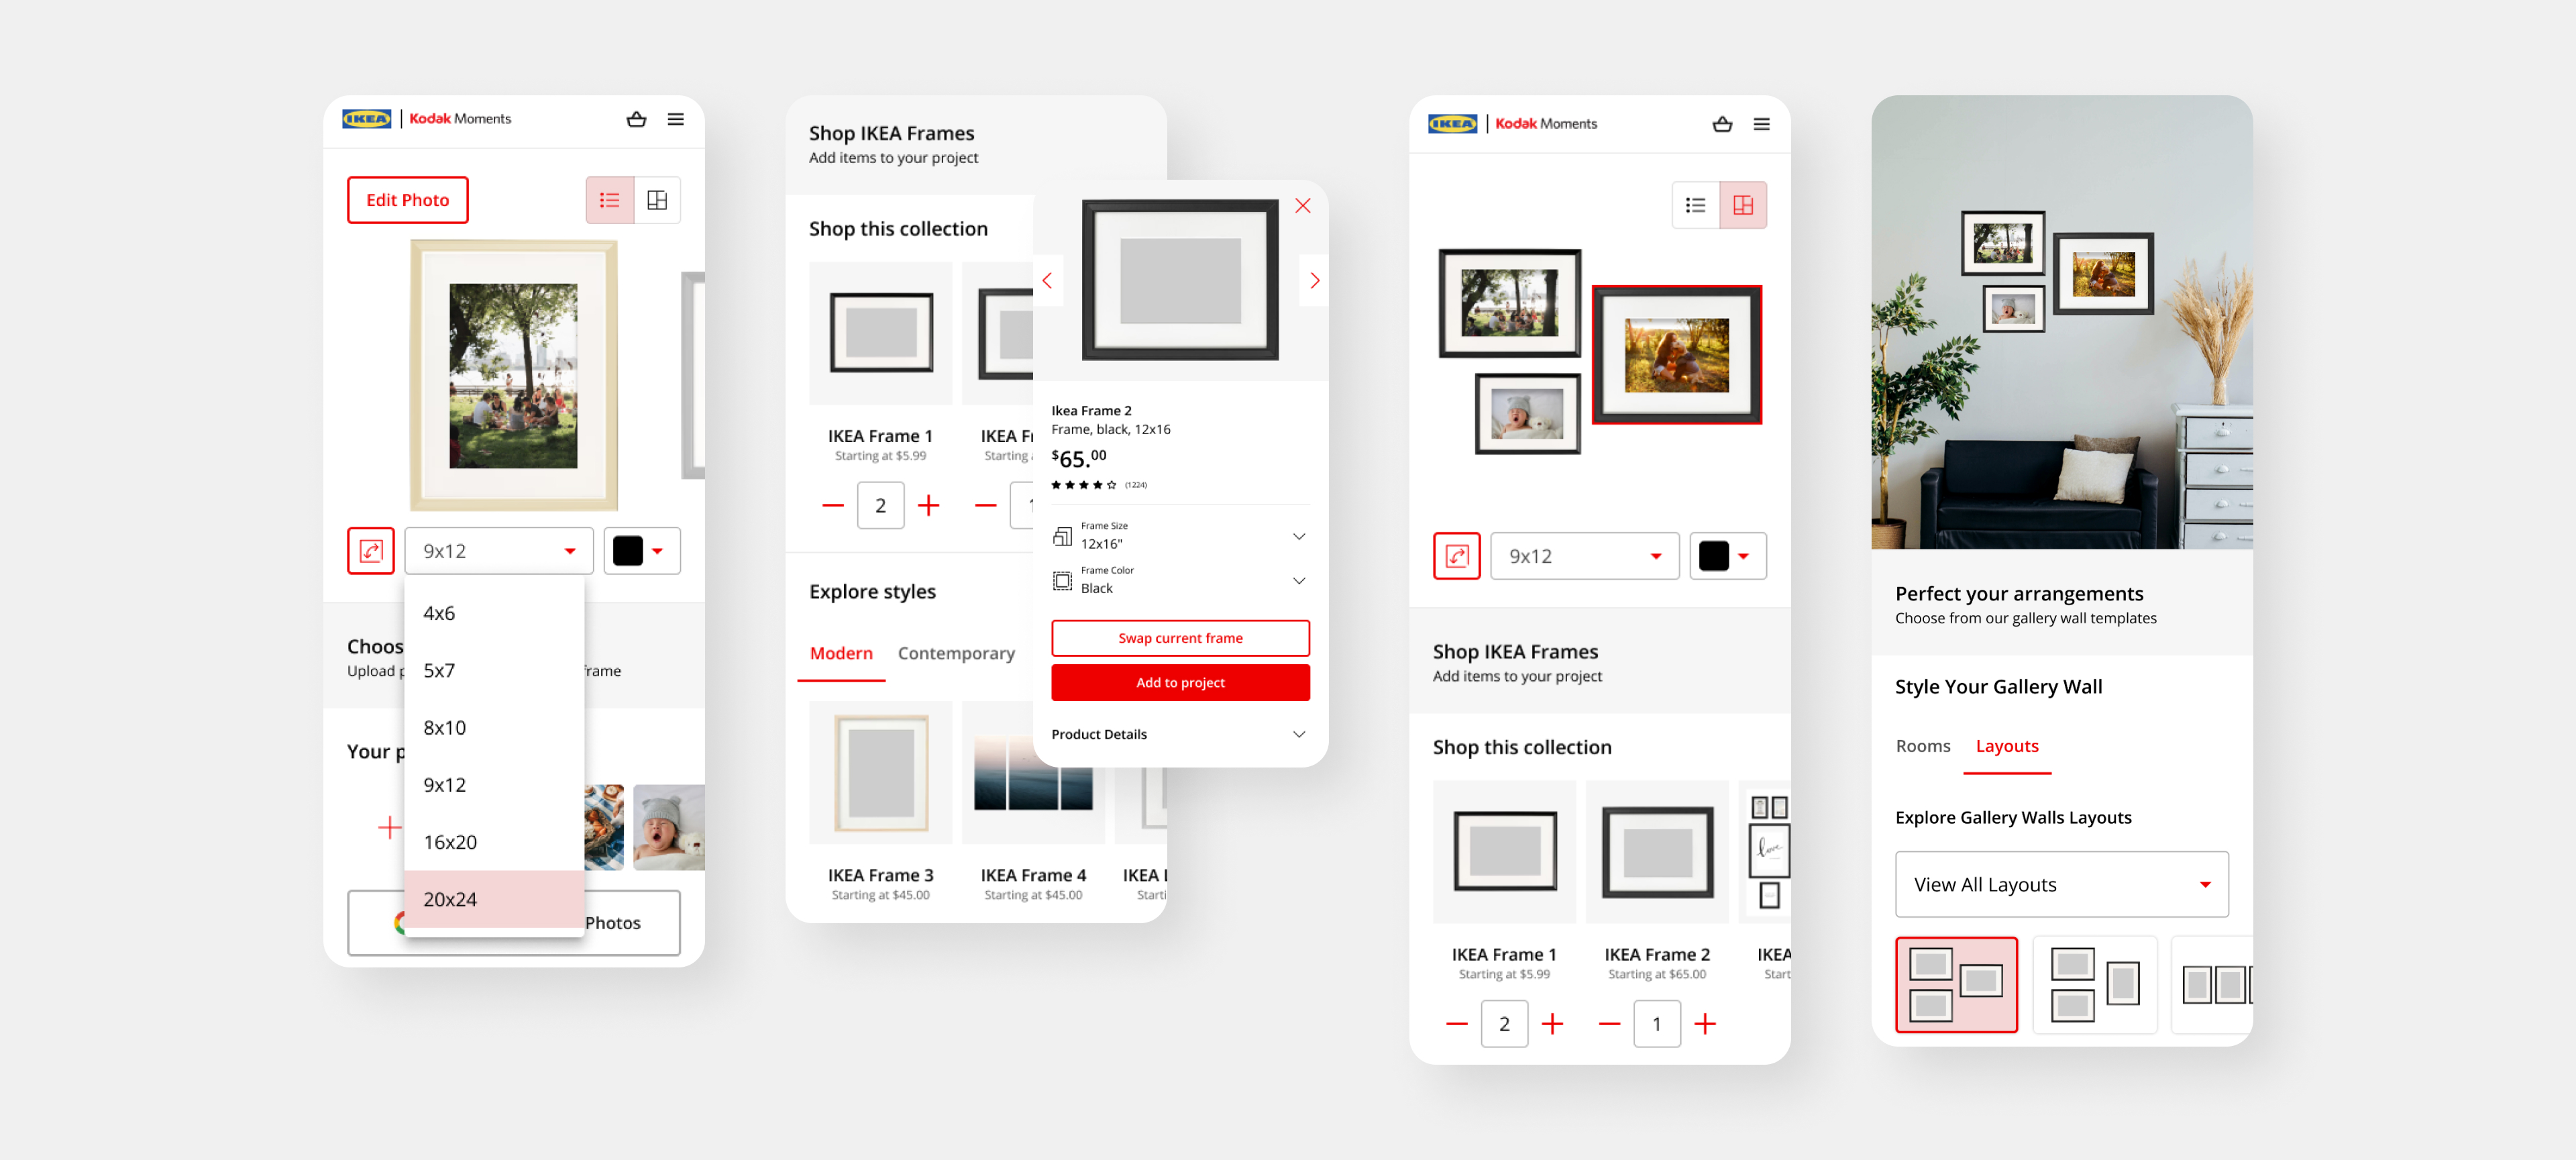 IKEA | Kodak Moments
Edit Photo
9x12
4x6
5x7
8x10
9x12
16x20
20x24
Choos
Upload p
frame
Your p
Photos
Shop IKEA Frames
Add items to your project
Shop this collection
IKEA Frame 1
Starting at $5.99
2
IKEA F
Starting
Explore styles
Modern
Contemporary
IKEA Frame 3
Starting at $45.00
IKEA Frame 4
Starting at $45.00
IKEA
Starti
Ikea Frame 2
Frame, black, 12x16
$65.00
(1224)
Frame Size
12x16"
Frame Color
Black
Swap current frame
Add to project
Product Details
IKEA | Kodak Moments
9x12
Shop IKEA Frames
Add items to your project
Shop this collection
love
IKEA Frame 1
Starting at $5.99
2
IKEA Frame 2
Starting at $65.00
1
IKEA
Start
Perfect your arrangements
Choose from our gallery wall templates
Style Your Gallery Wall
Rooms
Layouts
Explore Gallery Walls Layouts
View All Layouts